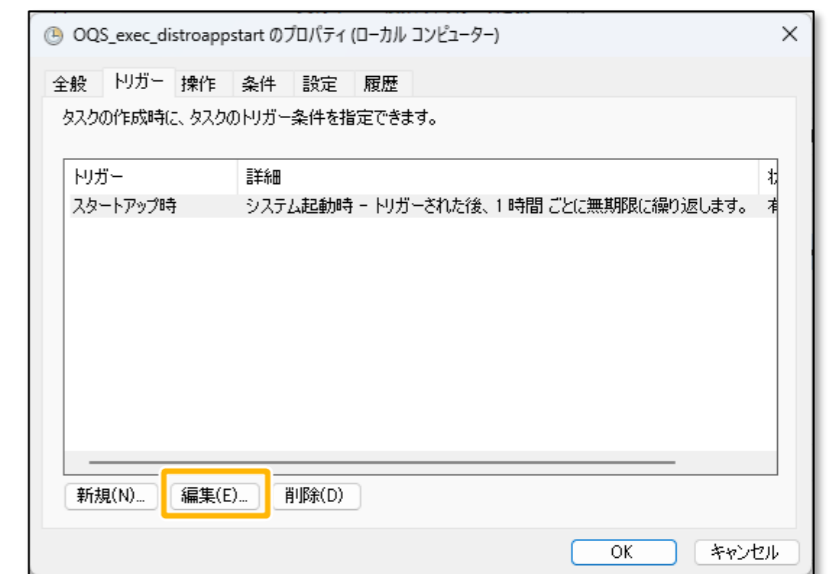 OQS_exec_distroappstart のプロパティ (ローカル コンピューター)
全般 トリガー 操作 条件 設定 履歴
タスクの作成時に、タスクのトリガー条件を指定できます。
トリガー 詳細
スタートアップ時 システム起動時 - トリガーされた後、1 時間 ごとに無期限に繰り返します。
新規(N)... 編集(E)... 削除(D)
OK キャンセル